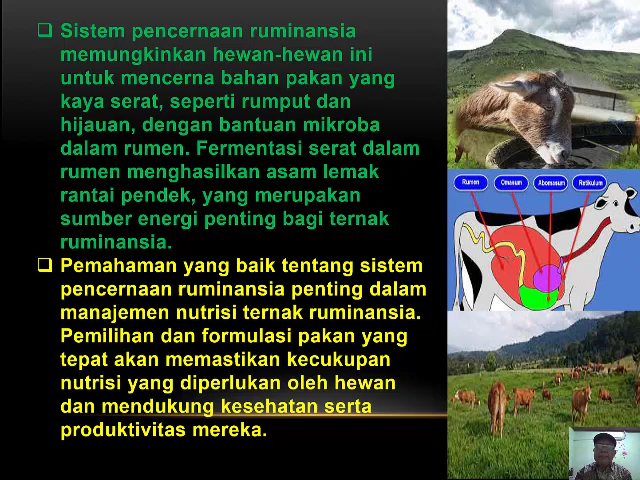 Sistem pencernaan ruminansia
memungkinkan hewan-hewan ini
untuk mencerna bahan pakan yang
kaya serat, seperti rumput dan
hijauan, dengan bantuan mikroba
dalam rumen. Fermentasi serat dalam
rumen menghasilkan asam lemak
rantai pendek, yang merupakan
sumber energi penting bagi ternak
ruminansia.
Pemahaman yang baik tentang sistem
pencernaan ruminansia penting dalam
manajemen nutrisi ternak ruminansia.
Pemilihan dan formulasi pakan yang
tepat akan memastikan kecukupan
nutrisi yang diperlukan oleh hewan
dan mendukung kesehatan serta
produktivitas mereka.
Rumen Omasum Abomasum Retikulum